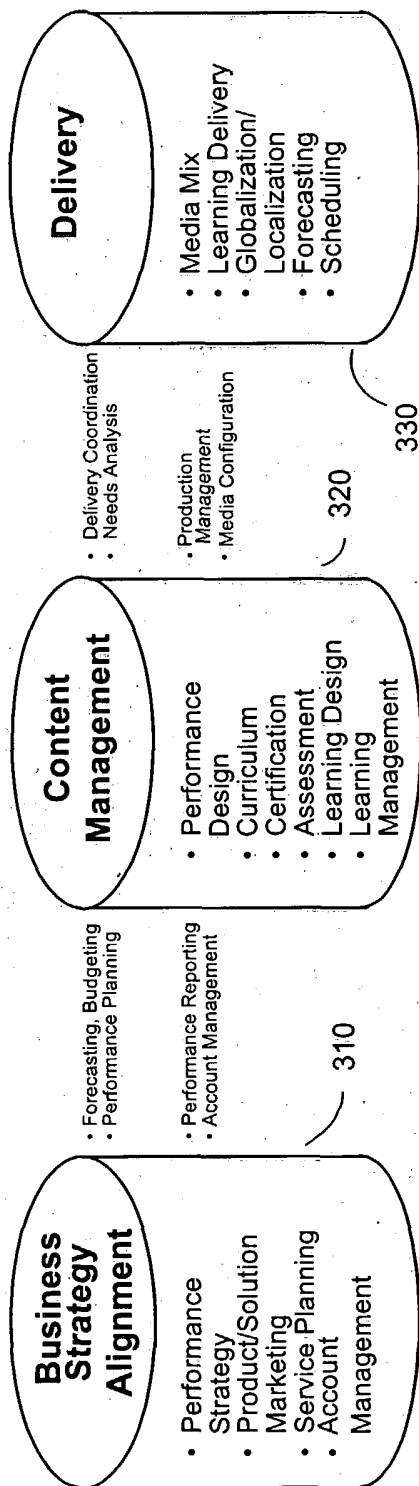 Business
Strategy
Alignment
• Performance
Strategy
• Product/Solution
Marketing
• Service Planning
• Account
Management
310
• Forecasting, Budgeting
• Performance Planning
• Performance Reporting
• Account Management
Content
Management
• Performance
Design
• Curriculum
• Certification
• Assessment
• Learning Design
• Learning
Management
320
• Delivery Coordination
• Needs Analysis
• Production
Management
• Media Configuration
Delivery
• Media Mix
• Learning Delivery
• Globalization/
Localization
• Forecasting
• Scheduling
330